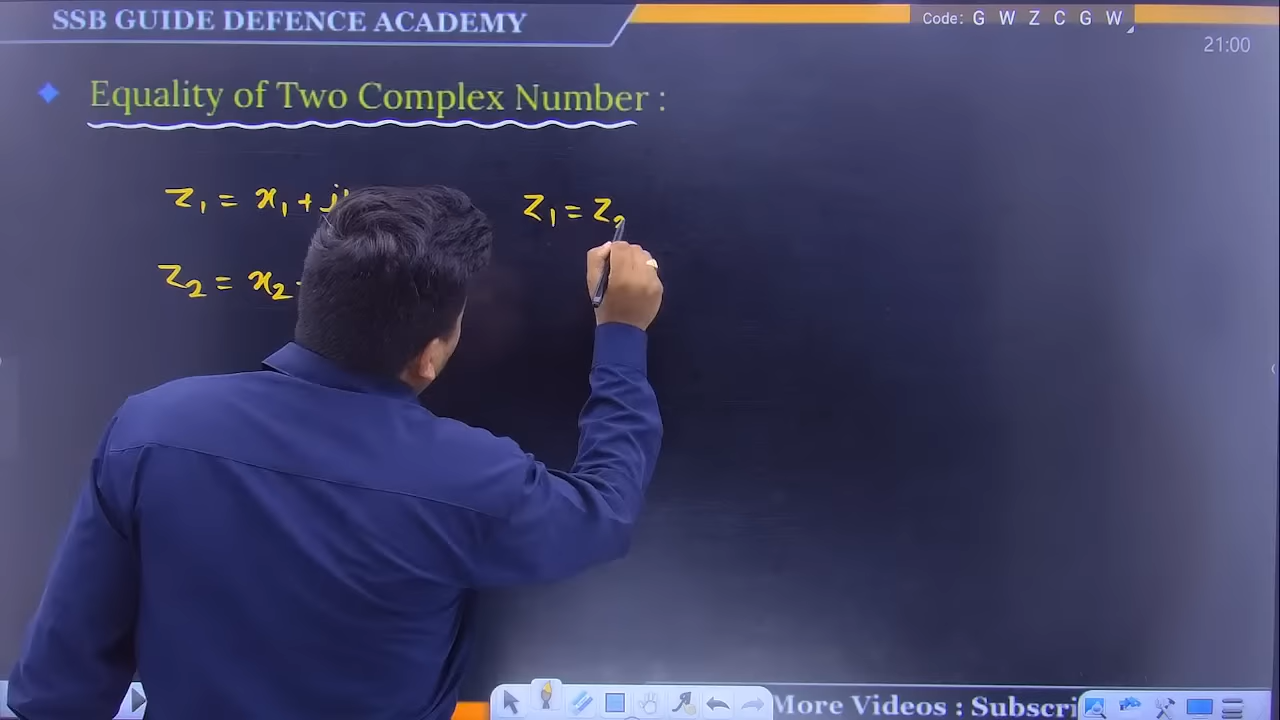 SSB GUIDE DEFENCE ACADEMY
Code: G W Z C G W
21:00
Equality of Two Complex Number :
z₁ = x₁ + i
z₁ = z₂
z₂ = x₂
More Videos : Subscri